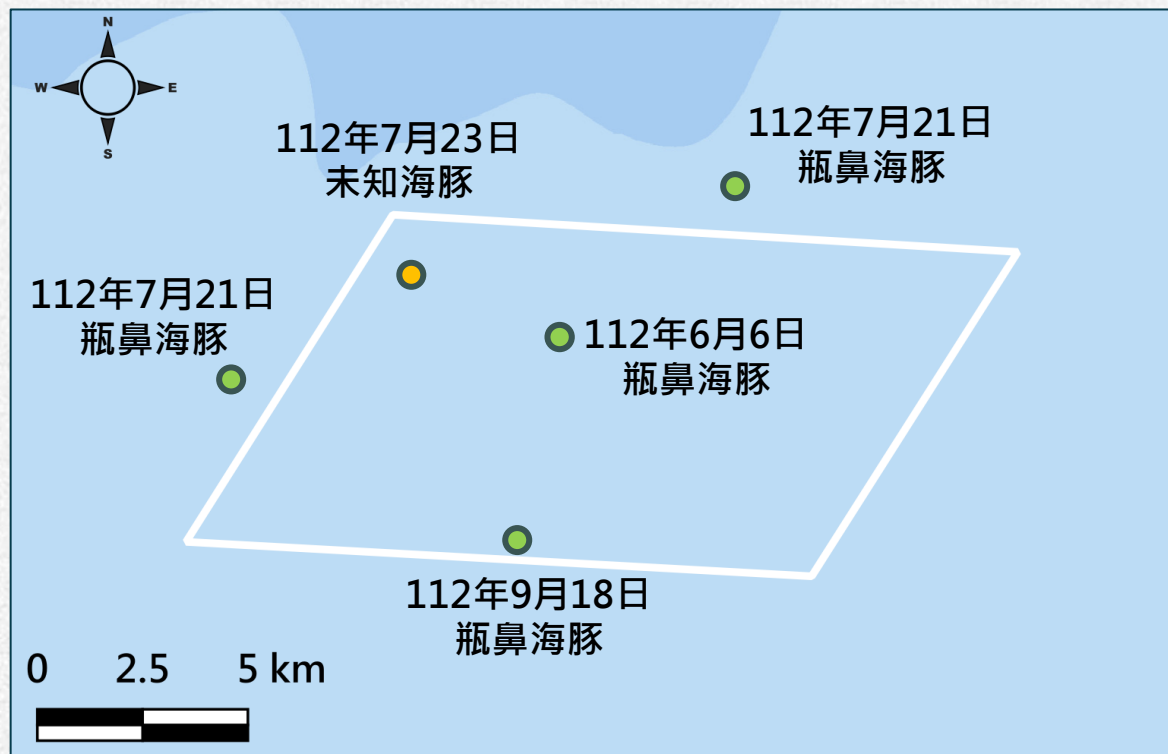 N
W
E
S
112年7月23日
未知海豚
112年7月21日
瓶鼻海豚
112年7月21日
瓶鼻海豚
112年6月6日
瓶鼻海豚
112年9月18日
瓶鼻海豚
0 2.5 5 km